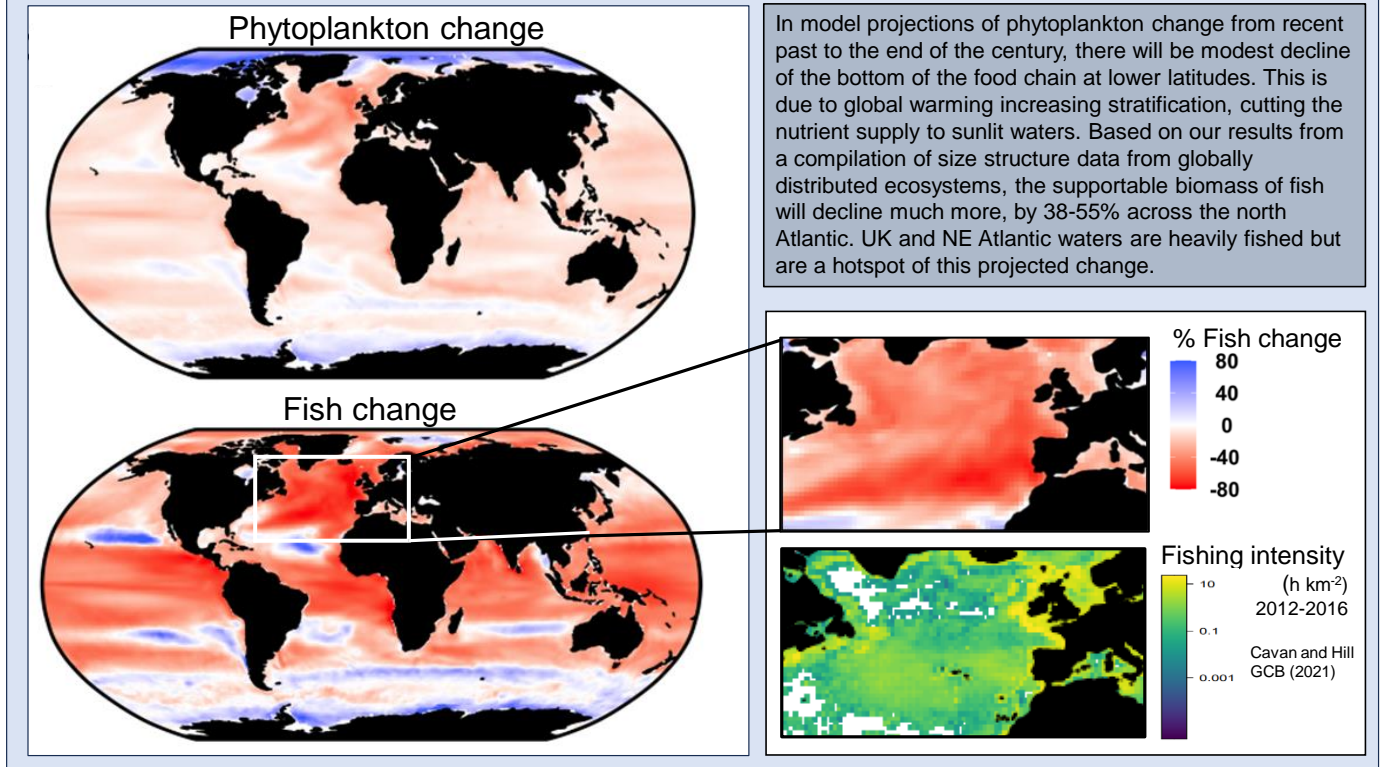 Phytoplankton change
In model projections of phytoplankton change from recent
past to the end of the century, there will be modest decline
of the bottom of the food chain at lower latitudes. This is
due to global warming increasing stratification, cutting the
nutrient supply to sunlit waters. Based on our results from
a compilation of size structure data from globally
distributed ecosystems, the supportable biomass of fish
will decline much more, by 38-55% across the north
Atlantic. UK and NE Atlantic waters are heavily fished but
are a hotspot of this projected change.
Fish change
% Fish change
80
40
0
-40
-80
Fishing intensity
(h km⁻²)
2012-2016
10
0.1
0.001
Cavan and Hill
GCB (2021)